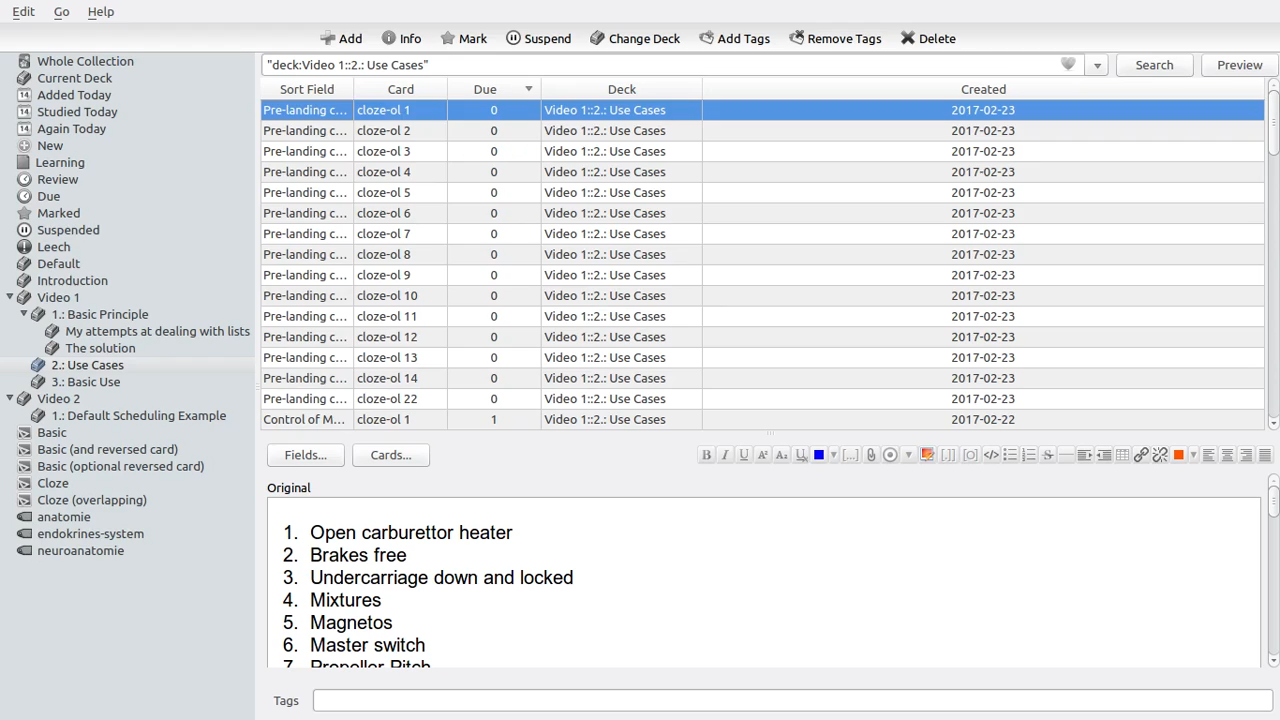 Edit Go Help
Add Info Mark Suspend Change Deck Add Tags Remove Tags Delete
Whole Collection
Current Deck
14 Added Today
14 Studied Today
14 Again Today
New
Learning
Review
Due
Marked
Suspended
Leech
Default
Introduction
Video 1
1.: Basic Principle
My attempts at dealing with lists
The solution
2.: Use Cases
3.: Basic Use
Video 2
1.: Default Scheduling Example
Basic
Basic (and reversed card)
Basic (optional reversed card)
Cloze
Cloze (overlapping)
anatomie
endokrines-system
neuroanatomie
"deck:Video 1::2.: Use Cases" Search Preview
Sort Field Card Due Deck Created
Pre-landing c... cloze-ol 1 0 Video 1::2.: Use Cases 2017-02-23
Pre-landing c... cloze-ol 2 0 Video 1::2.: Use Cases 2017-02-23
Pre-landing c... cloze-ol 3 0 Video 1::2.: Use Cases 2017-02-23
Pre-landing c... cloze-ol 4 0 Video 1::2.: Use Cases 2017-02-23
Pre-landing c... cloze-ol 5 0 Video 1::2.: Use Cases 2017-02-23
Pre-landing c... cloze-ol 6 0 Video 1::2.: Use Cases 2017-02-23
Pre-landing c... cloze-ol 7 0 Video 1::2.: Use Cases 2017-02-23
Pre-landing c... cloze-ol 8 0 Video 1::2.: Use Cases 2017-02-23
Pre-landing c... cloze-ol 9 0 Video 1::2.: Use Cases 2017-02-23
Pre-landing c... cloze-ol 10 0 Video 1::2.: Use Cases 2017-02-23
Pre-landing c... cloze-ol 11 0 Video 1::2.: Use Cases 2017-02-23
Pre-landing c... cloze-ol 12 0 Video 1::2.: Use Cases 2017-02-23
Pre-landing c... cloze-ol 13 0 Video 1::2.: Use Cases 2017-02-23
Pre-landing c... cloze-ol 14 0 Video 1::2.: Use Cases 2017-02-23
Pre-landing c... cloze-ol 22 0 Video 1::2.: Use Cases 2017-02-23
Control of M... cloze-ol 1 1 Video 1::2.: Use Cases 2017-02-22
Fields... Cards... B I U A² A₂ U [...] [.]] [O] </> S
Original
1. Open carburettor heater
2. Brakes free
3. Undercarriage down and locked
4. Mixtures
5. Magnetos
6. Master switch
7. Propeller Pitch
Tags